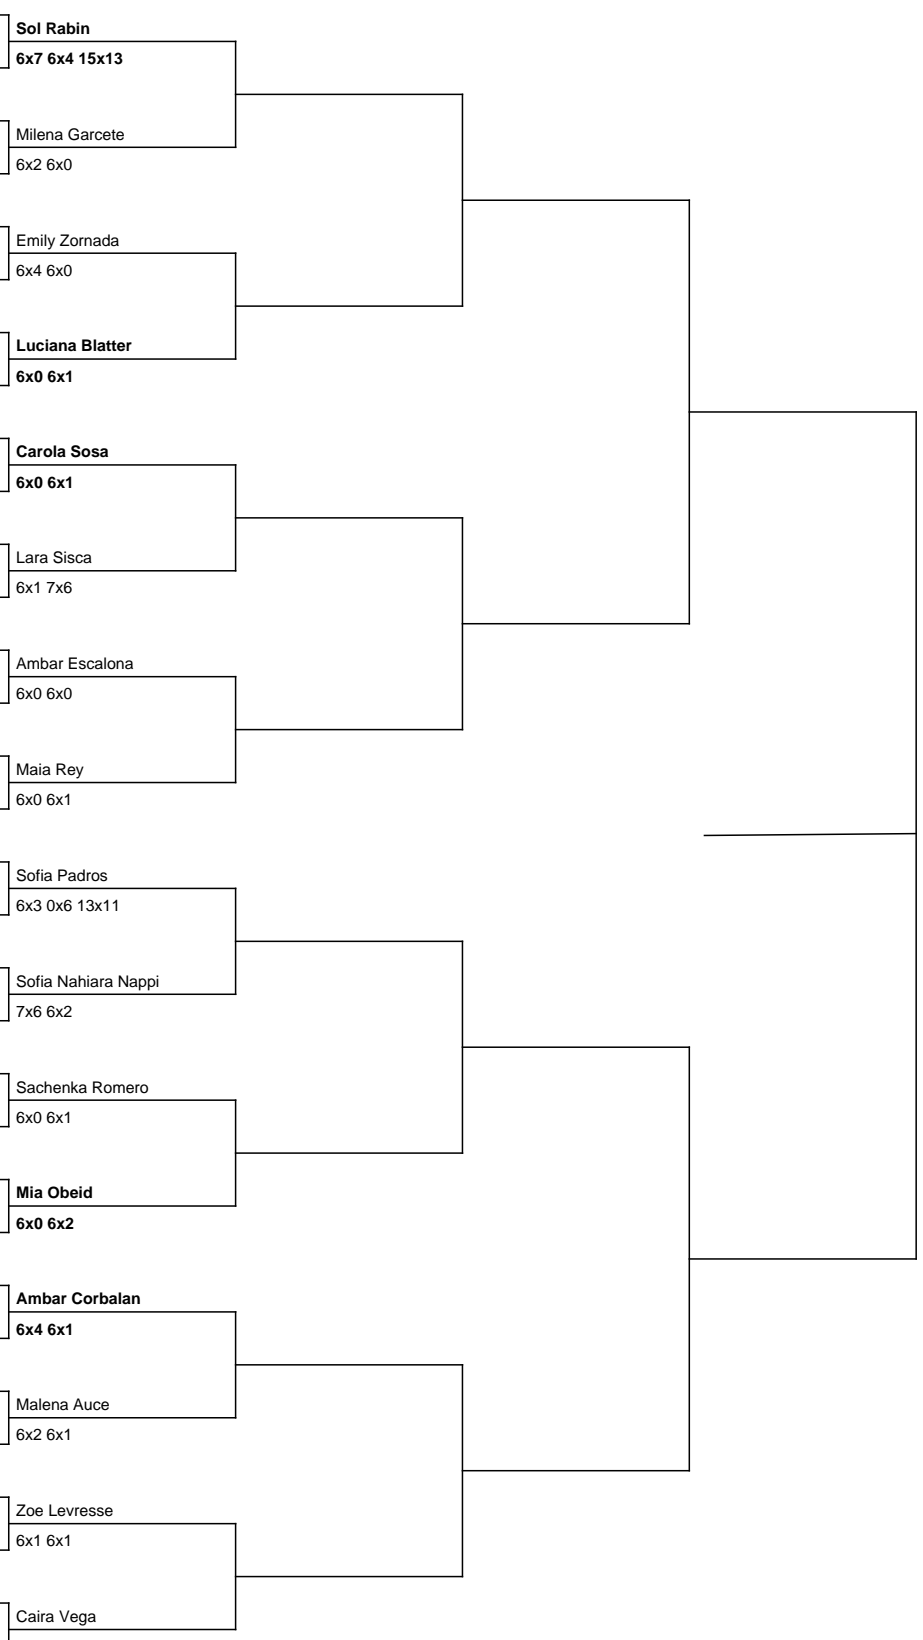 Sol Rabin
6x7 6x4 15x13
Milena Garcete
6x2 6x0
Emily Zornada
6x4 6x0
Luciana Blatter
6x0 6x1
Carola Sosa
6x0 6x1
Lara Sisca
6x1 7x6
Ambar Escalona
6x0 6x0
Maia Rey
6x0 6x1
Sofia Padros
6x3 0x6 13x11
Sofia Nahiara Nappi
7x6 6x2
Sachenka Romero
6x0 6x1
Mia Obeid
6x0 6x2
Ambar Corbalan
6x4 6x1
Malena Auce
6x2 6x1
Zoe Levresse
6x1 6x1
Caira Vega